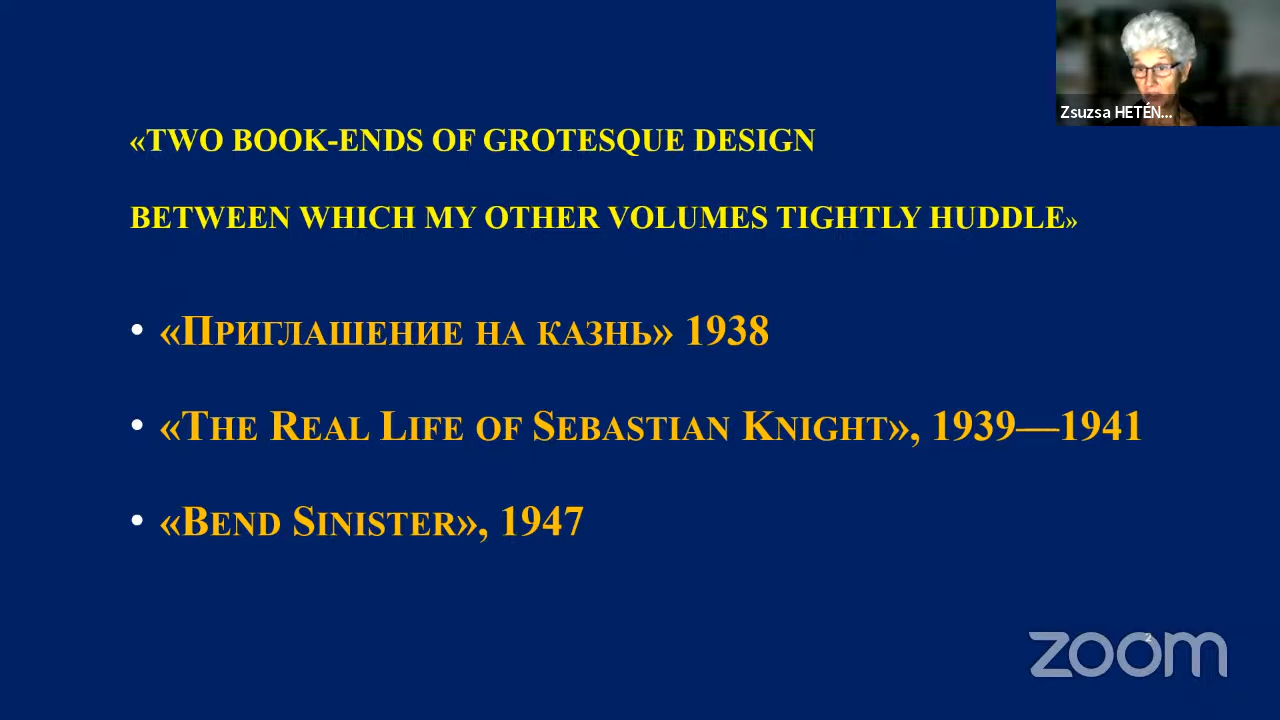 «TWO BOOK-ENDS OF GROTESQUE DESIGN
BETWEEN WHICH MY OTHER VOLUMES TIGHTLY HUDDLE»
• «ПРИГЛАШЕНИЕ НА КАЗНЬ» 1938
• «THE REAL LIFE OF SEBASTIAN KNIGHT», 1939—1941
• «BEND SINISTER», 1947
Zsuzsa HETÉN...
2
zoom